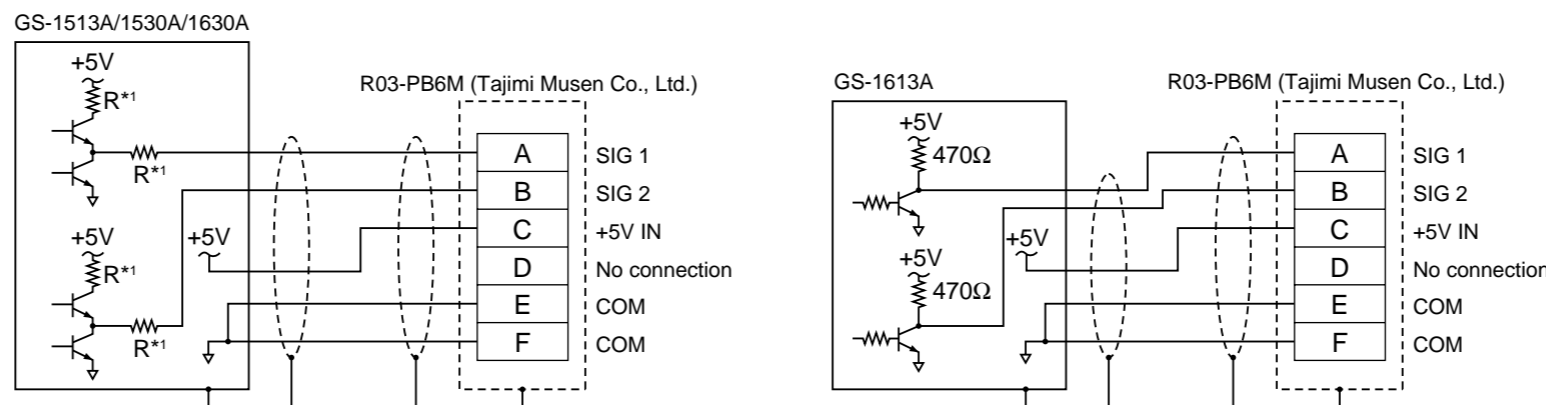 GS-1513A/1530A/1630A
+5V
R*1
R*1
+5V
R*1
R*1
+5V
R03-PB6M (Tajimi Musen Co., Ltd.)
A SIG 1
B SIG 2
C +5V IN
D No connection
E COM
F COM
GS-1613A
+5V
470Ω
+5V
470Ω
+5V
R03-PB6M (Tajimi Musen Co., Ltd.)
A SIG 1
B SIG 2
C +5V IN
D No connection
E COM
F COM